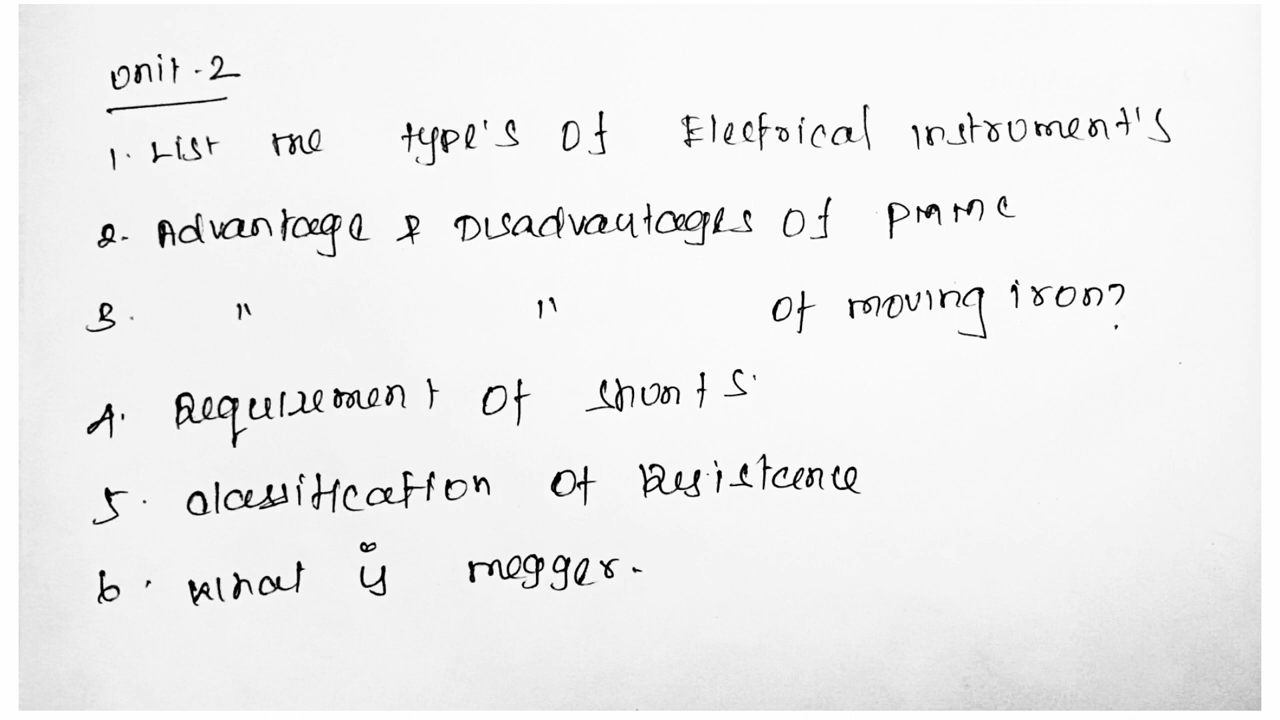 Unit-2
1. List the type's of Electrical instrument's
2. Advantage & Disadvantages of PMMC
3. " " of moving iron?
4. Requirement of shunts.
5. classification of Resistance
6. What is megger.